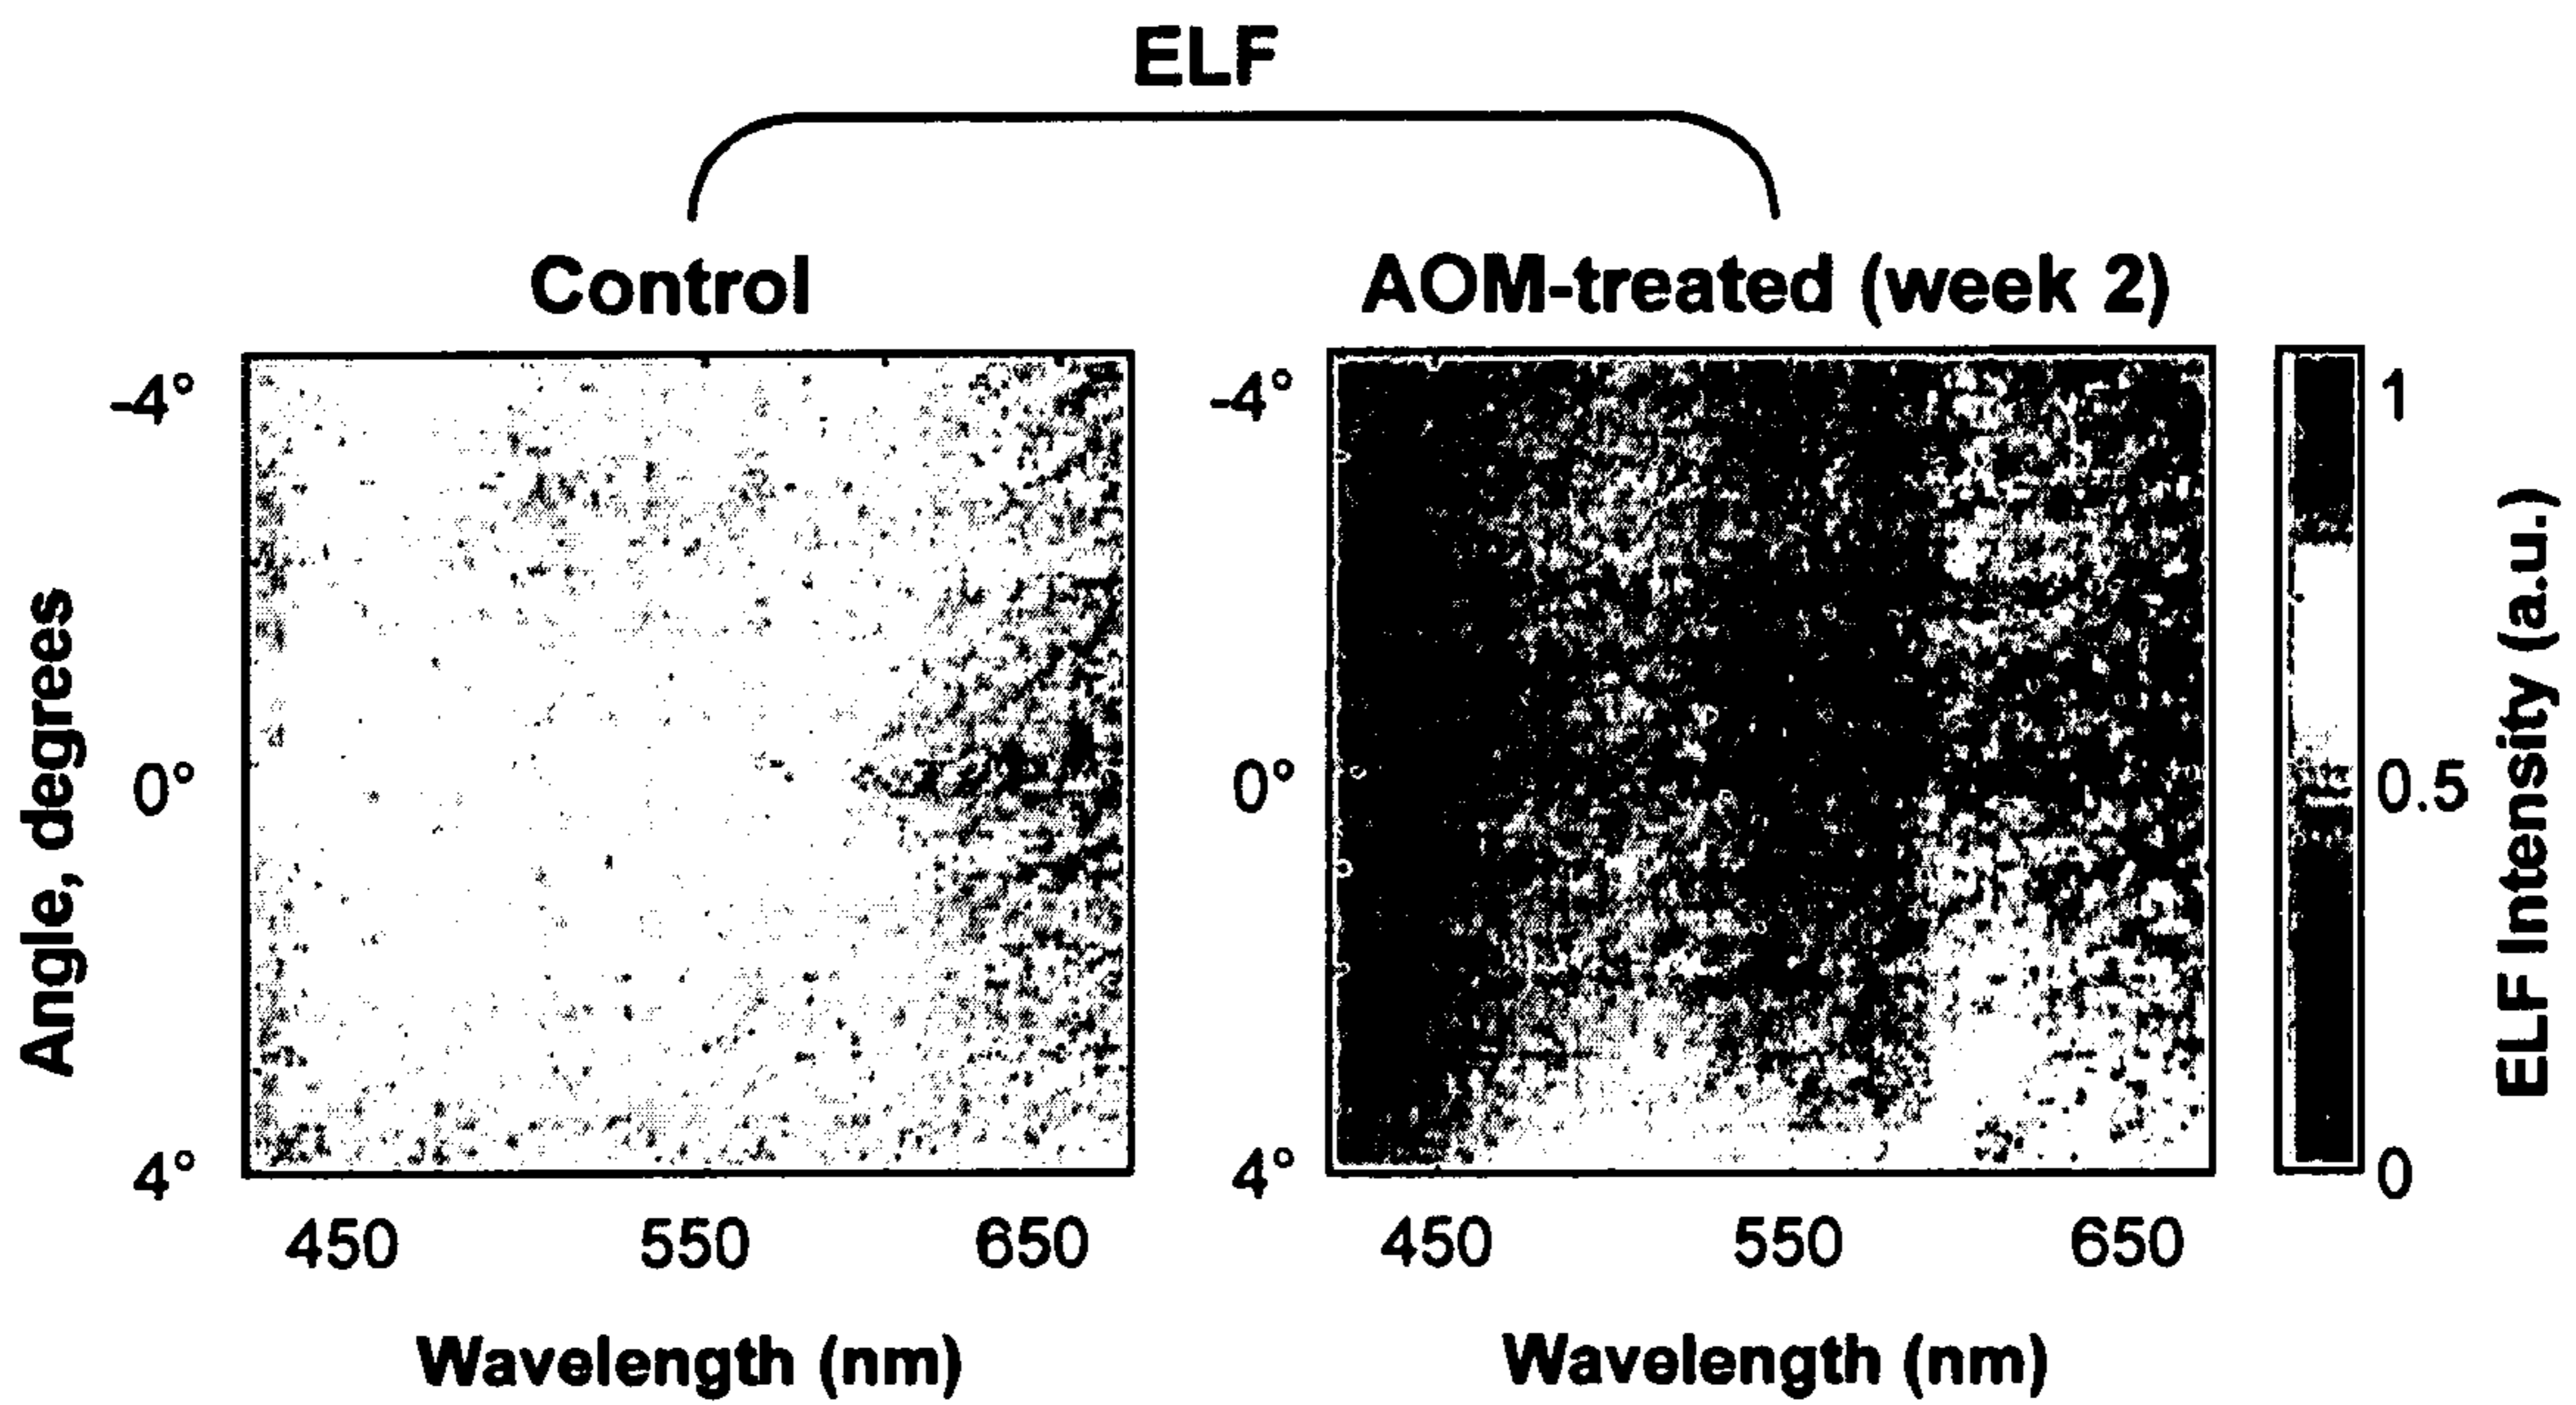 ELF
Control
AOM-treated (week 2)
-4°
0°
4°
Angle, degrees
450 550 650
Wavelength (nm)
-4°
0°
4°
450 550 650
Wavelength (nm)
1
0.5
0
ELF Intensity (a.u.)